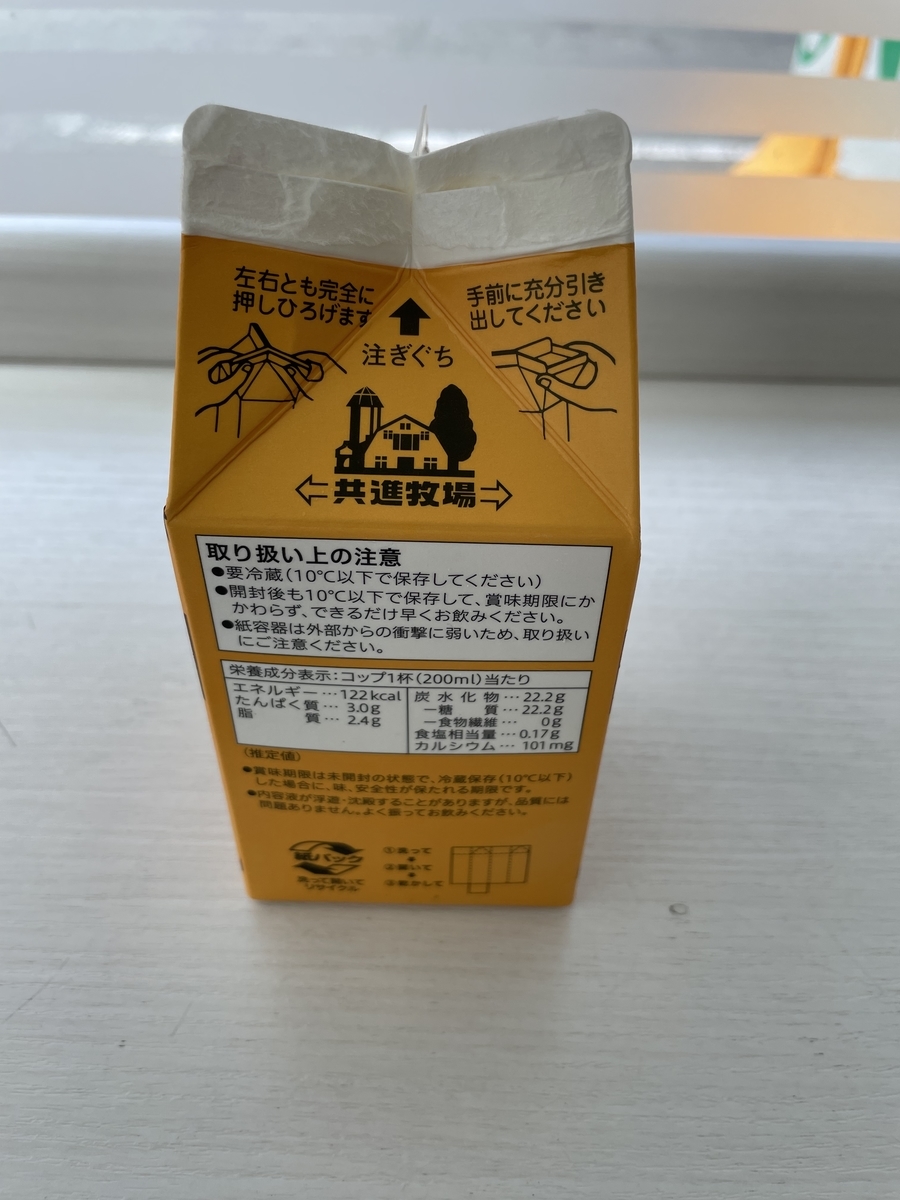 左右とも完全に
押しひろげます
手前に充分引き
出してください
注ぎぐち
共進牧場
取り扱い上の注意
●要冷蔵(10℃以下で保存してください)
●開封後も10℃以下で保存して、賞味期限にか
かわらず、できるだけ早くお飲みください。
●紙容器は外部からの衝撃に弱いため、取り扱い
にご注意ください。
栄養成分表示:コップ1杯(200ml)当たり
エネルギー…122kcal
たんぱく質…3.0g
脂質…2.4g
炭水化物…22.2g
ー糖質…22.2g
ー食物繊維…0g
食塩相当量…0.17g
カルシウム…101mg
(推定値)
●賞味期限は未開封の状態で、冷蔵保存(10℃以下)
した場合に、味、安全性が保たれる期限です。
●内容液が浮遊・沈殿することがありますが、品質には
問題ありません。よく振ってお飲みください。
紙パック
洗って開いて
リサイクル
①洗って
②開いて
③乾かして